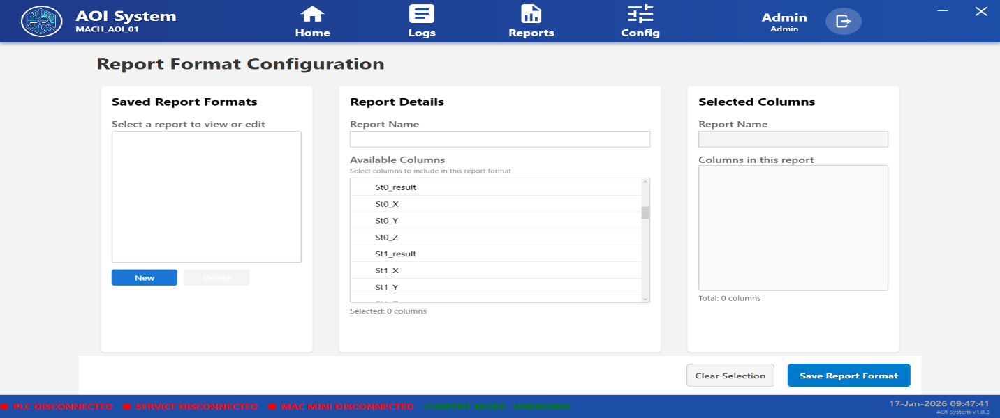 AOI System
MACH_AOI_01
Home
Logs
Reports
Config
Admin
Admin
Report Format Configuration
Saved Report Formats
Select a report to view or edit
New
Delete
Report Details
Report Name
Available Columns
Select columns to include in this report format
St0_result
St0_X
St0_Y
St0_Z
St1_result
St1_X
St1_Y
Selected: 0 columns
Selected Columns
Report Name
Columns in this report
Total: 0 columns
Clear Selection
Save Report Format
PLC DISCONNECTED
SERVICE DISCONNECTED
MAC MINI DISCONNECTED
CURRENT MODE: UNKNOWN
17-Jan-2026 09:47:41
AOI System v1.0.3